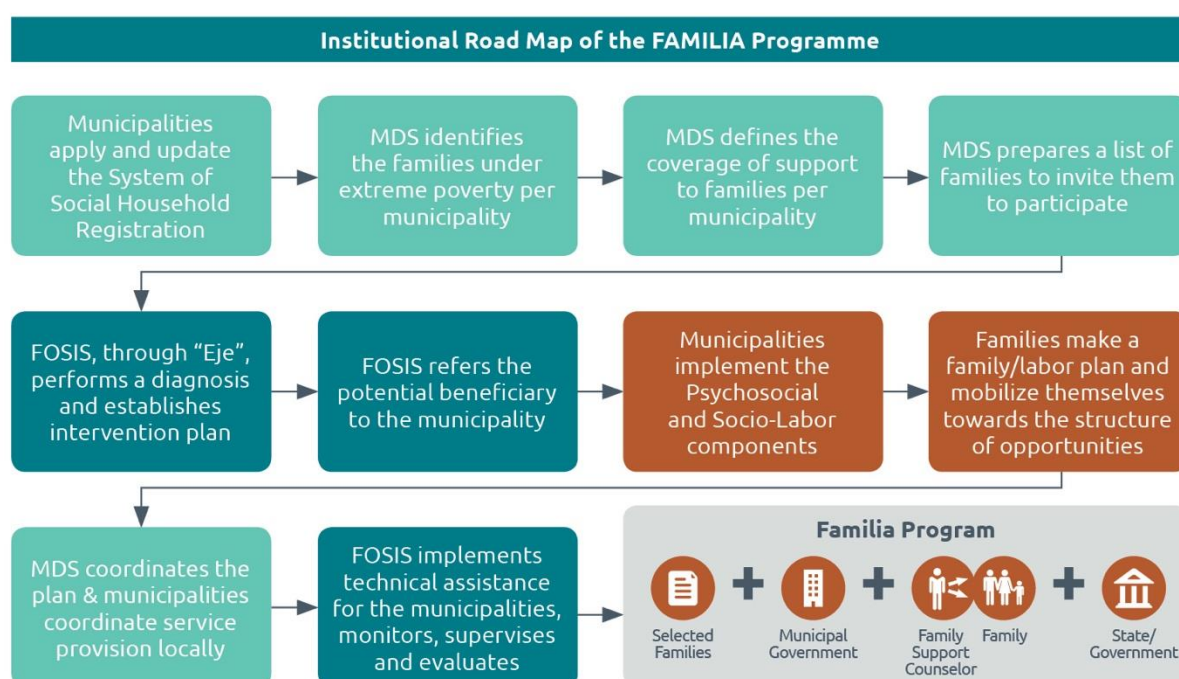 Institutional Road Map of the FAMILIA Programme
Municipalities
apply and update
the System of
Social Household
Registration
MDS identifies
the families under
extreme poverty per
municipality
MDS defines the
coverage of support
to families per
municipality
MDS prepares a list of
families to invite them
to participate
FOSIS, through “Eje”,
performs a diagnosis
and establishes
intervention plan
FOSIS refers the
potential beneficiary
to the municipality
Municipalities
implement the
Psychosocial
and Socio-Labor
components
Families make a
family/labor plan and
mobilize themselves
towards the structure
of opportunities
MDS coordinates the
plan & municipalities
coordinate service
provision locally
FOSIS implements
technical assistance
for the municipalities,
monitors, supervises
and evaluates
Familia Program
Selected
Families
Municipal
Government
Family
Support
Counselor
Family
State/
Government